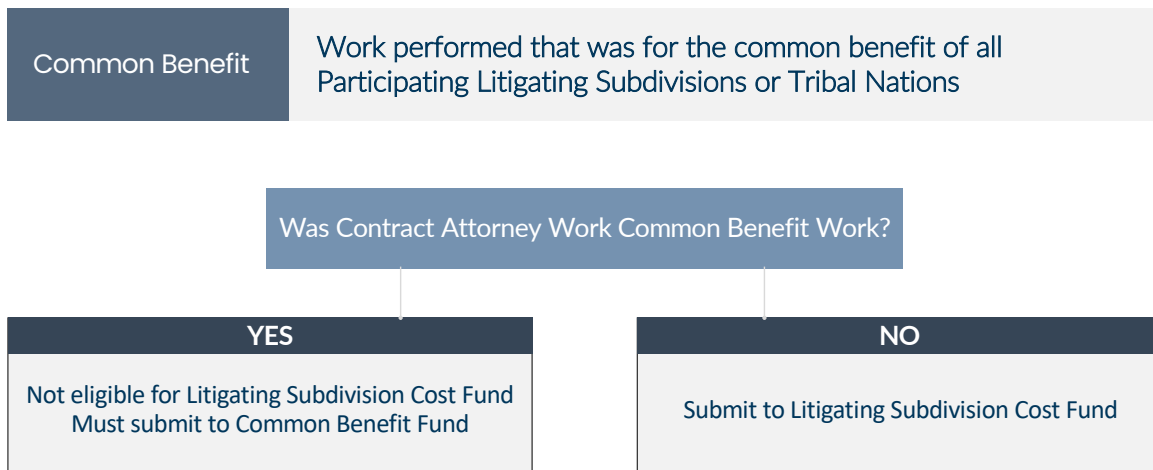 Common Benefit
Work performed that was for the common benefit of all
Participating Litigating Subdivisions or Tribal Nations
Was Contract Attorney Work Common Benefit Work?
YES
Not eligible for Litigating Subdivision Cost Fund
Must submit to Common Benefit Fund
NO
Submit to Litigating Subdivision Cost Fund